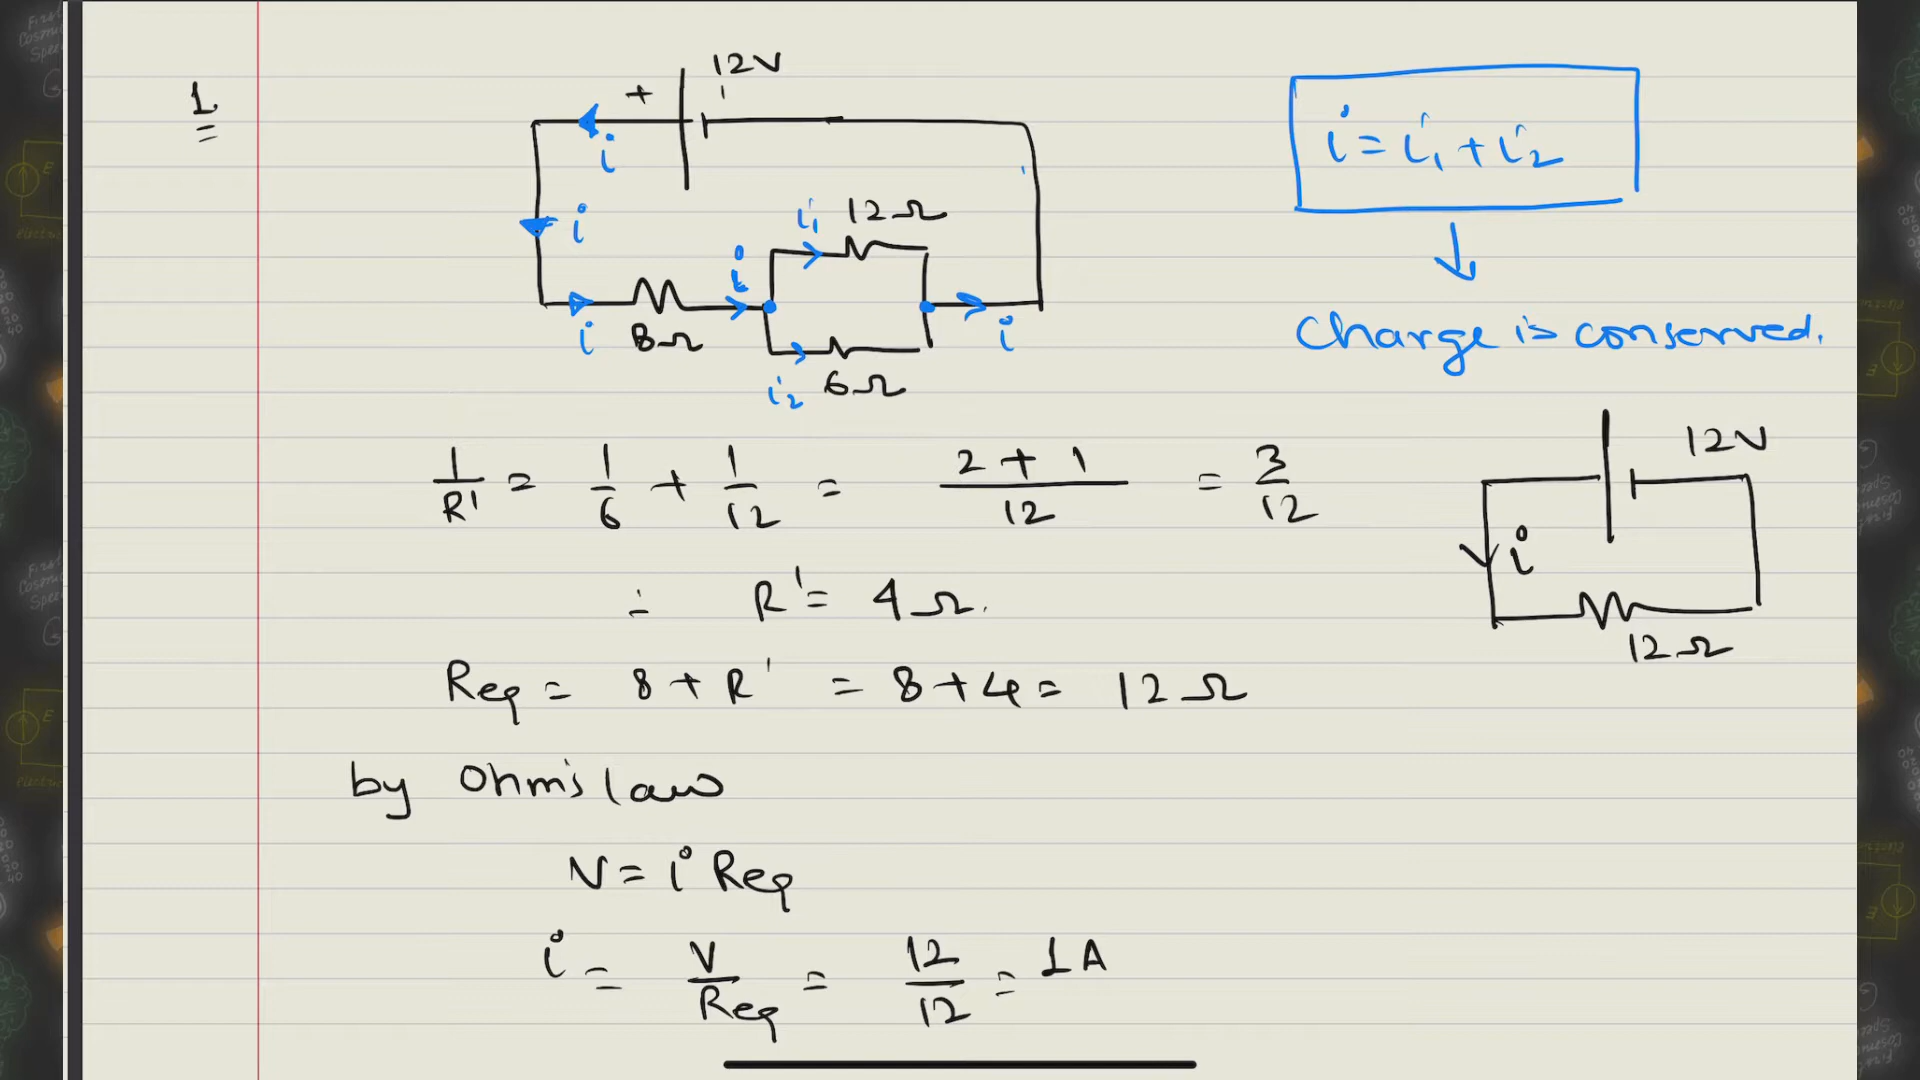 1
12V
+
i
i = i₁ + i₂
i
i₁ 12Ω
i
i 8Ω i
Charge is conserved.
i₂ 6Ω
12V
1/R' = 1/6 + 1/12 = (2 + 1)/12 = 3/12
i
∴ R' = 4Ω.
12Ω
Req = 8 + R' = 8 + 4 = 12Ω
by Ohm's law
V = i Req
i = V/Req = 12/12 = 1A